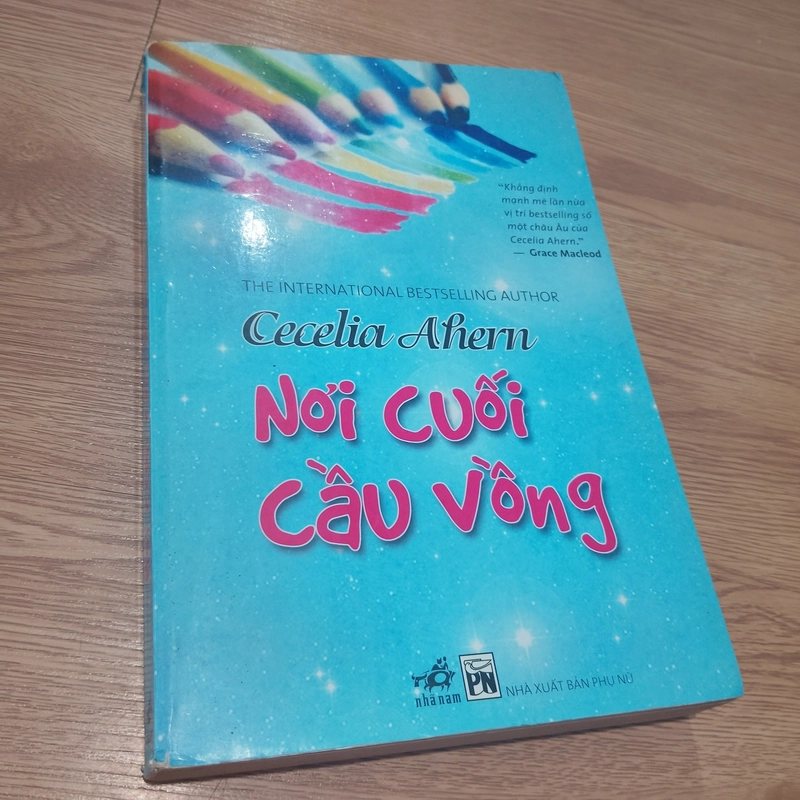 “Khẳng định
mạnh mẽ lần nữa
vị trí bestselling số
một châu Âu của
Cecelia Ahern.”
— Grace Macleod
THE INTERNATIONAL BESTSELLING AUTHOR
Cecelia Ahern
Nơi cuối
cầu vồng
nhã nam
PN
NHÀ XUẤT BẢN PHỤ NỮ